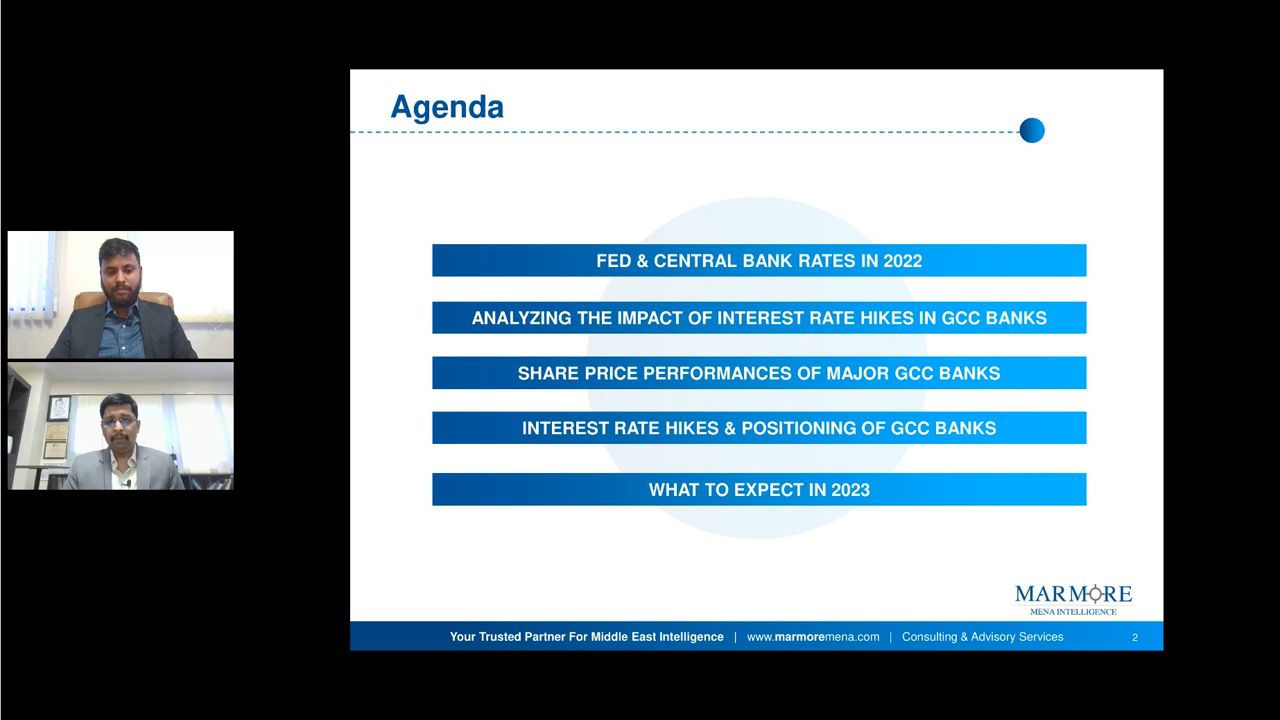 Agenda
FED & CENTRAL BANK RATES IN 2022
ANALYZING THE IMPACT OF INTEREST RATE HIKES IN GCC BANKS
SHARE PRICE PERFORMANCES OF MAJOR GCC BANKS
INTEREST RATE HIKES & POSITIONING OF GCC BANKS
WHAT TO EXPECT IN 2023
MARMORE
MENA INTELLIGENCE
Your Trusted Partner For Middle East Intelligence | www.marmoremena.com | Consulting & Advisory Services 2